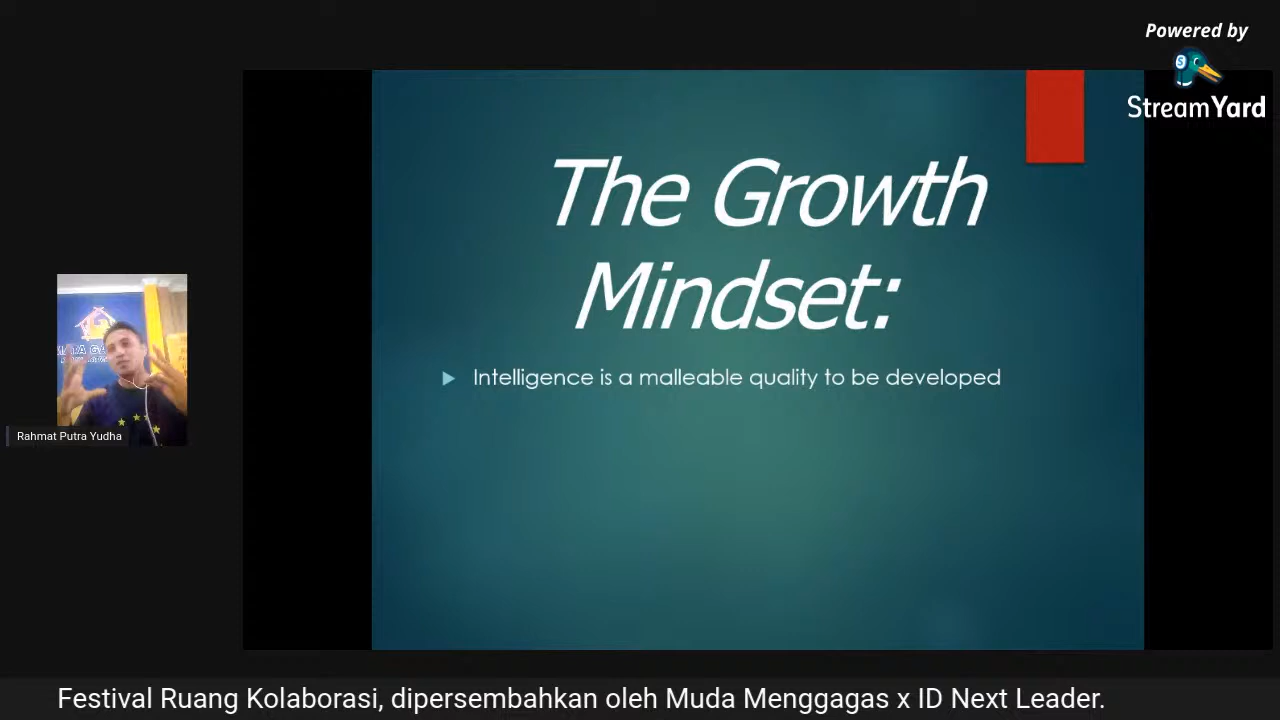 Powered by
StreamYard
The Growth
Mindset:
Intelligence is a malleable quality to be developed
Rahmat Putra Yudha
Festival Ruang Kolaborasi, dipersembahkan oleh Muda Menggagas x ID Next Leader.